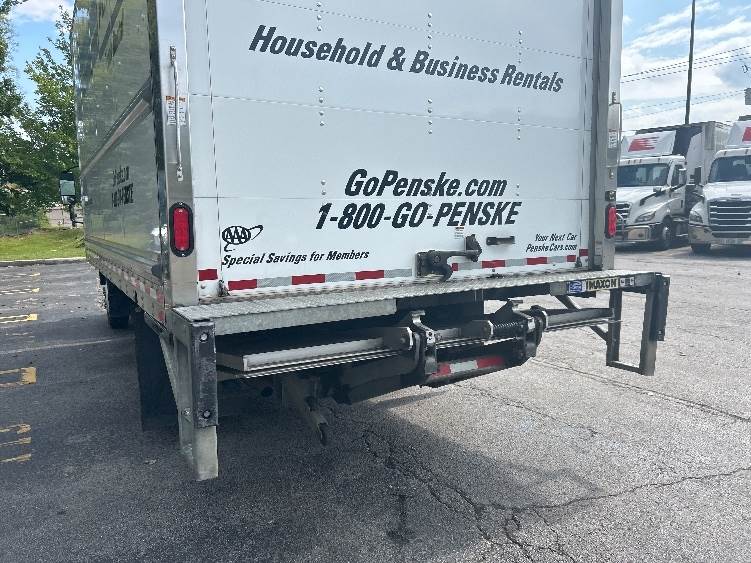 Household & Business Rentals
GoPenske.com
1-800-GO-PENSKE
AAA
Special Savings for Members
Your Next Car
PenskeCars.com
MAXON